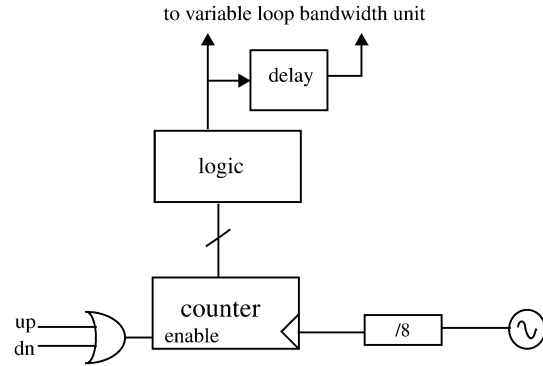 to variable loop bandwidth unit
delay
logic
counter
enable
up
dn
/8